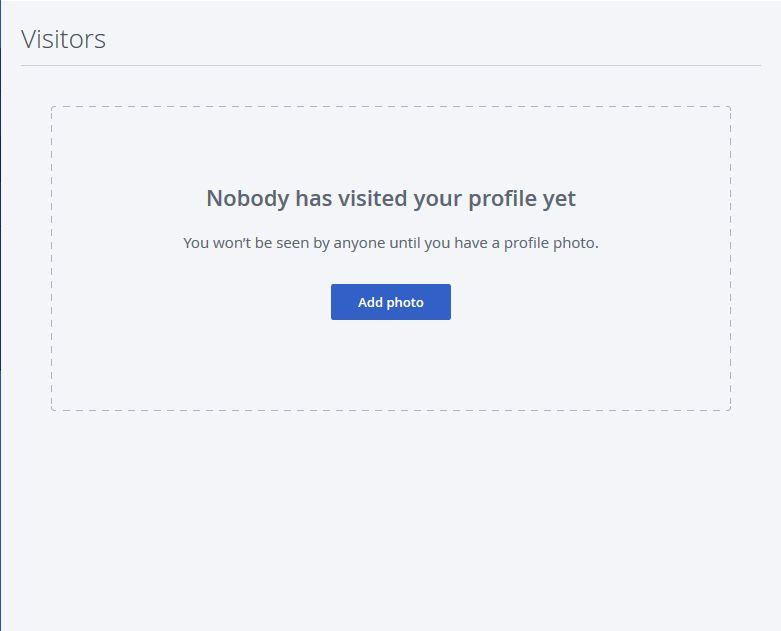 Visitors
Nobody has visited your profile yet
You won’t be seen by anyone until you have a profile photo.
Add photo